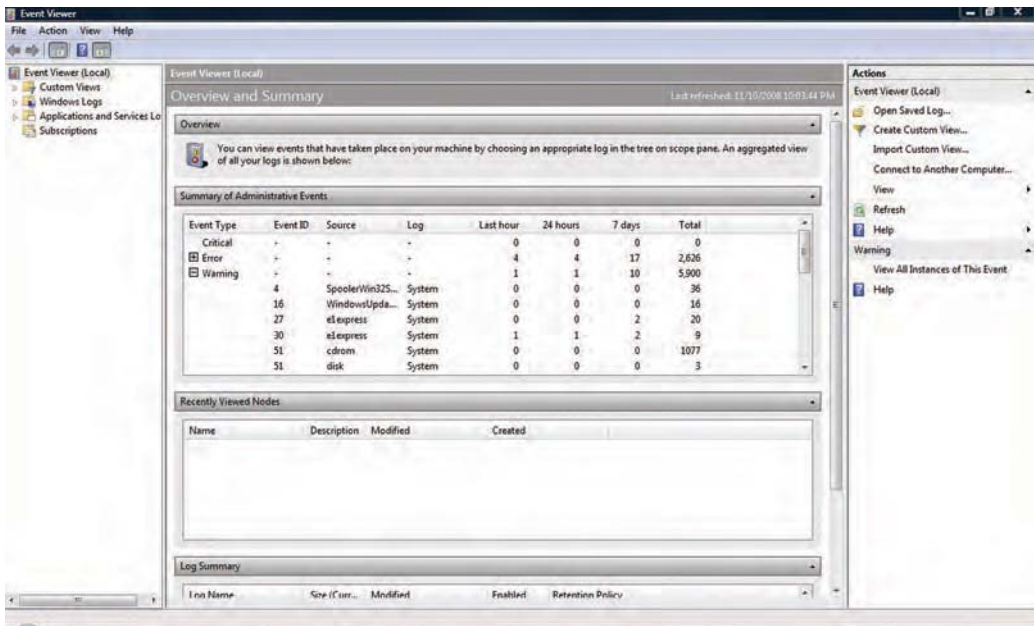 Event Viewer
File Action View Help
Event Viewer (Local)
Custom Views
Windows Logs
Applications and Services Lo
Subscriptions
Event Viewer (Local)
Overview and Summary Last refreshed: 11/10/2008 10:03:44 PM
Overview
You can view events that have taken place on your machine by choosing an appropriate log in the tree on scope pane. An aggregated view
of all your logs is shown below:
Summary of Administrative Events
Event Type Event ID Source Log Last hour 24 hours 7 days Total
Critical - - - 0 0 0 0
Error - - - 4 4 17 2,626
Warning - - - 1 1 10 5,900
4 SpoolerWin32S... System 0 0 0 36
16 WindowsUpda... System 0 0 0 16
27 e1express System 0 0 2 20
30 e1express System 1 1 2 9
51 cdrom System 0 0 0 1077
51 disk System 0 0 0 3
Recently Viewed Nodes
Name Description Modified Created
Log Summary
Log Name Size (Curr... Modified Enabled Retention Policy
Actions
Event Viewer (Local)
Open Saved Log...
Create Custom View...
Import Custom View...
Connect to Another Computer...
View
Refresh
Help
Warning
View All Instances of This Event
Help